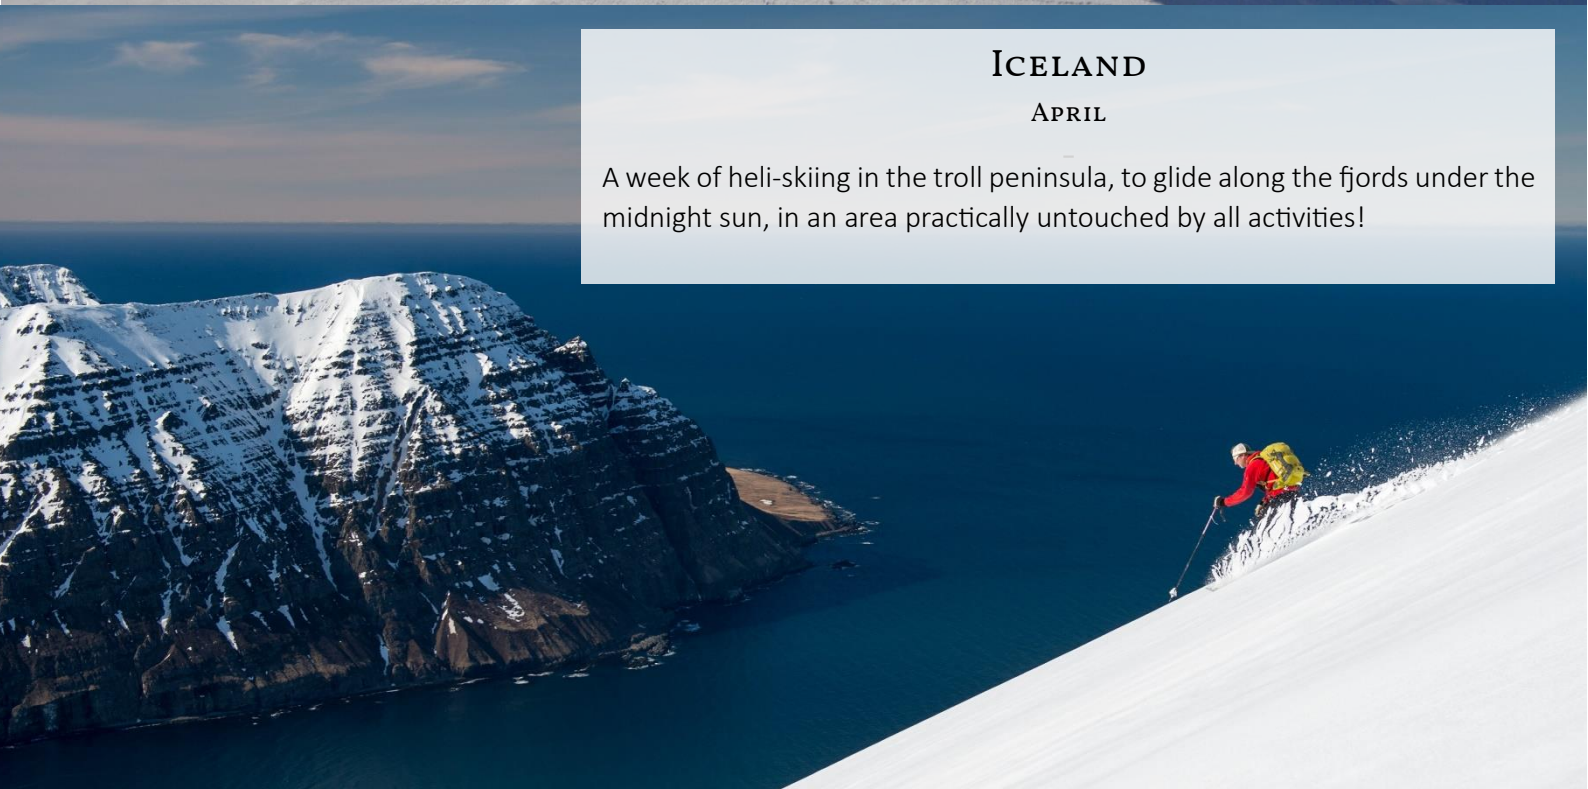 Iceland
April
A week of heli-skiing in the troll peninsula, to glide along the fjords under the
midnight sun, in an area practically untouched by all activities!